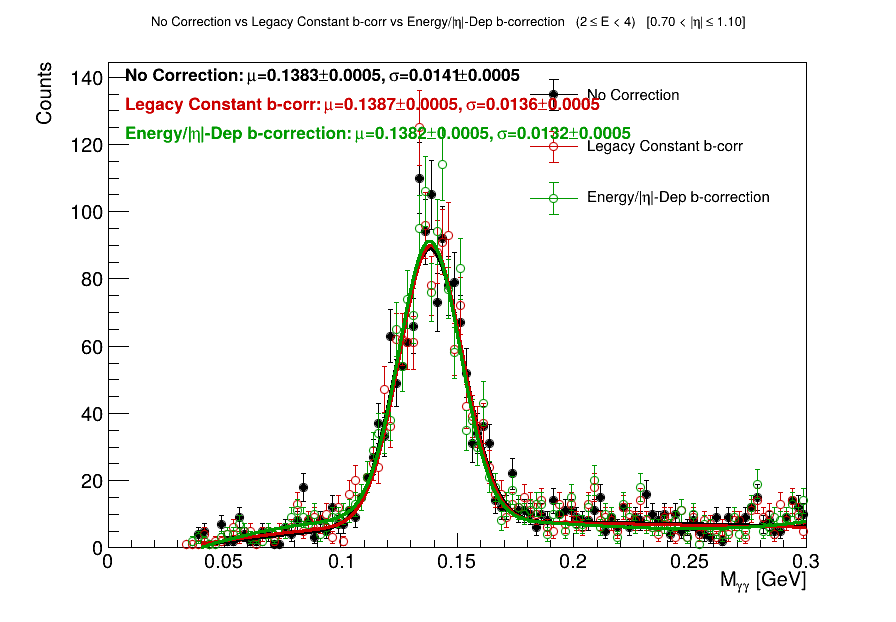 No Correction vs Legacy Constant b-corr vs Energy/|η|-Dep b-correction (2 ≤ E < 4) [0.70 < |η| ≤ 1.10]
Counts
140
120
100
80
60
40
20
0
No Correction: μ=0.1383±0.0005, σ=0.0141±0.0005
Legacy Constant b-corr: μ=0.1387±0.0005, σ=0.0136±0.0005
Energy/|η|-Dep b-correction: μ=0.1382±0.0005, σ=0.0132±0.0005
No Correction
Legacy Constant b-corr
Energy/|η|-Dep b-correction
0 0.05 0.1 0.15 0.2 0.25 0.3
Mγγ [GeV]